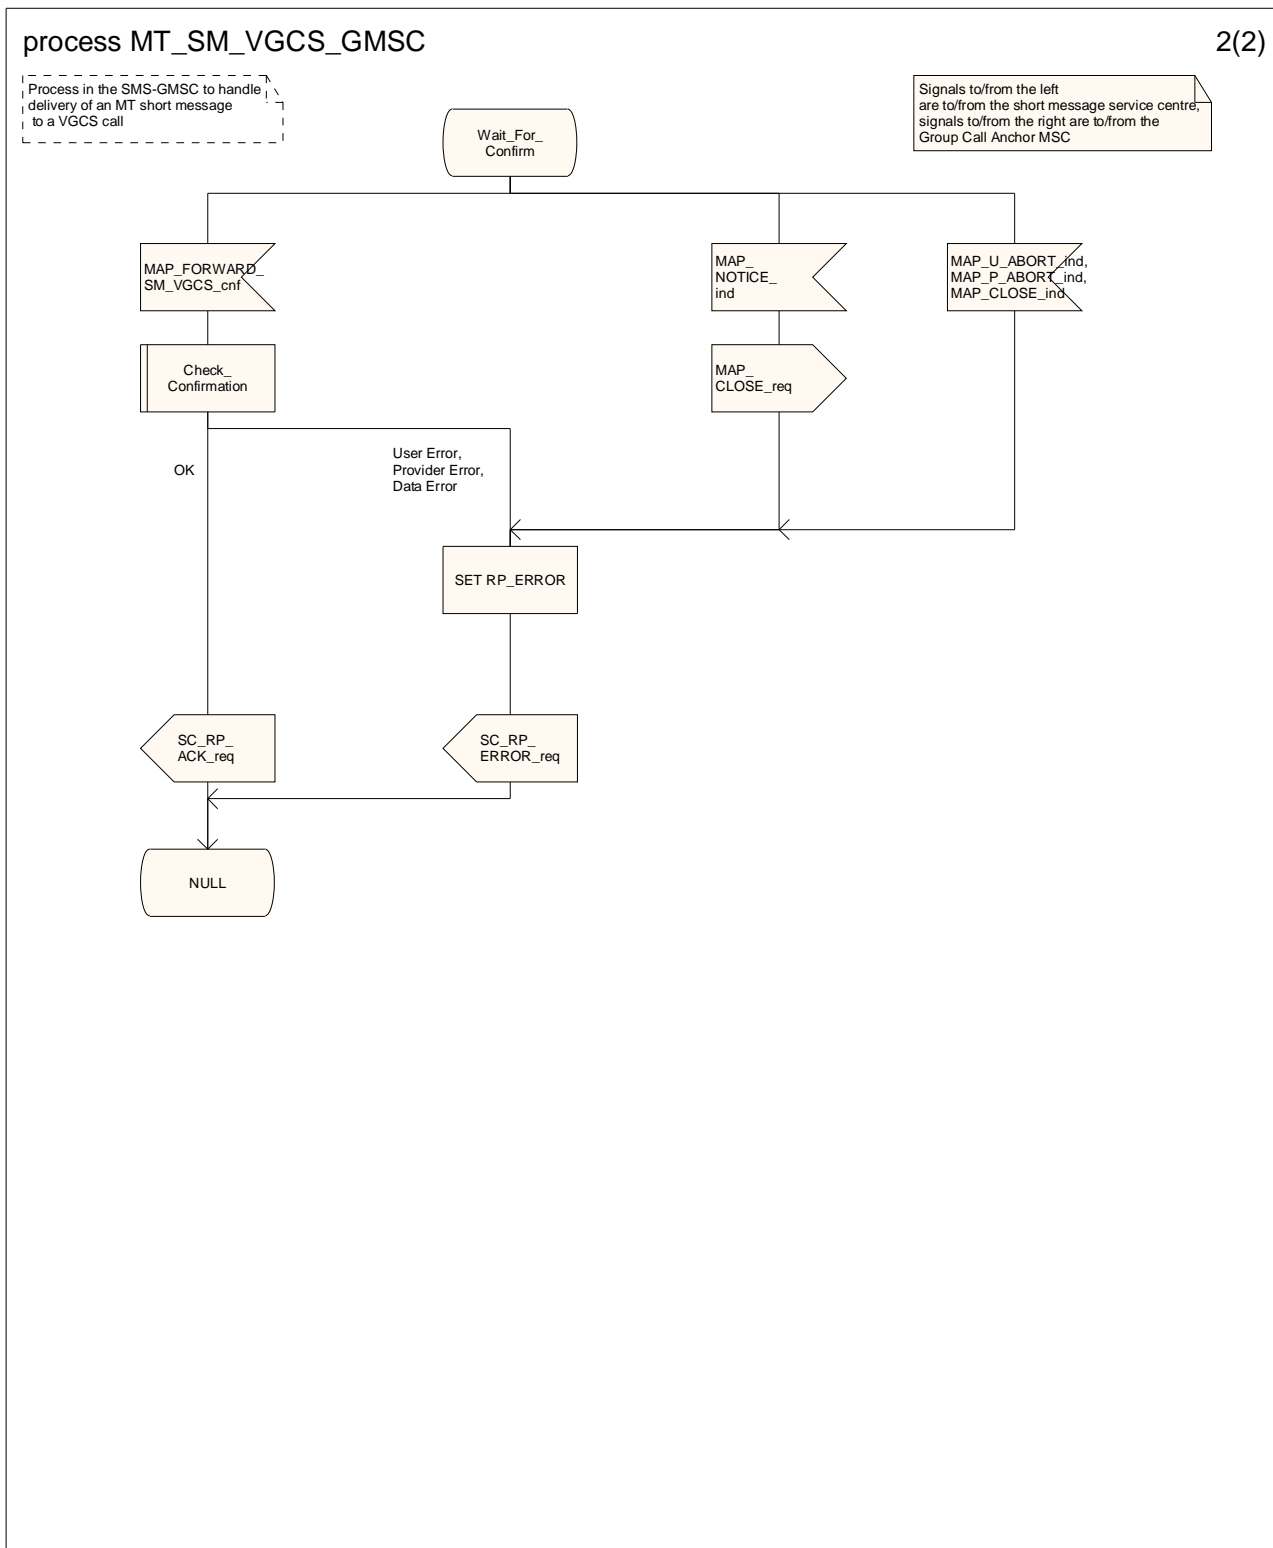 process MT_SM_VGCS_GMSC
2(2)
Process in the SMS-GMSC to handle
delivery of an MT short message
to a VGCS call
Signals to/from the left
are to/from the short message service centre,
signals to/from the right are to/from the
Group Call Anchor MSC
Wait_For_
Confirm
MAP_FORWARD_
SM_VGCS_cnf
MAP_
NOTICE_
ind
MAP_U_ABORT_ind,
MAP_P_ABORT_ind,
MAP_CLOSE_ind
Check_
Confirmation
MAP_
CLOSE_req
OK
User Error,
Provider Error,
Data Error
SET RP_ERROR
SC_RP_
ACK_req
SC_RP_
ERROR_req
NULL